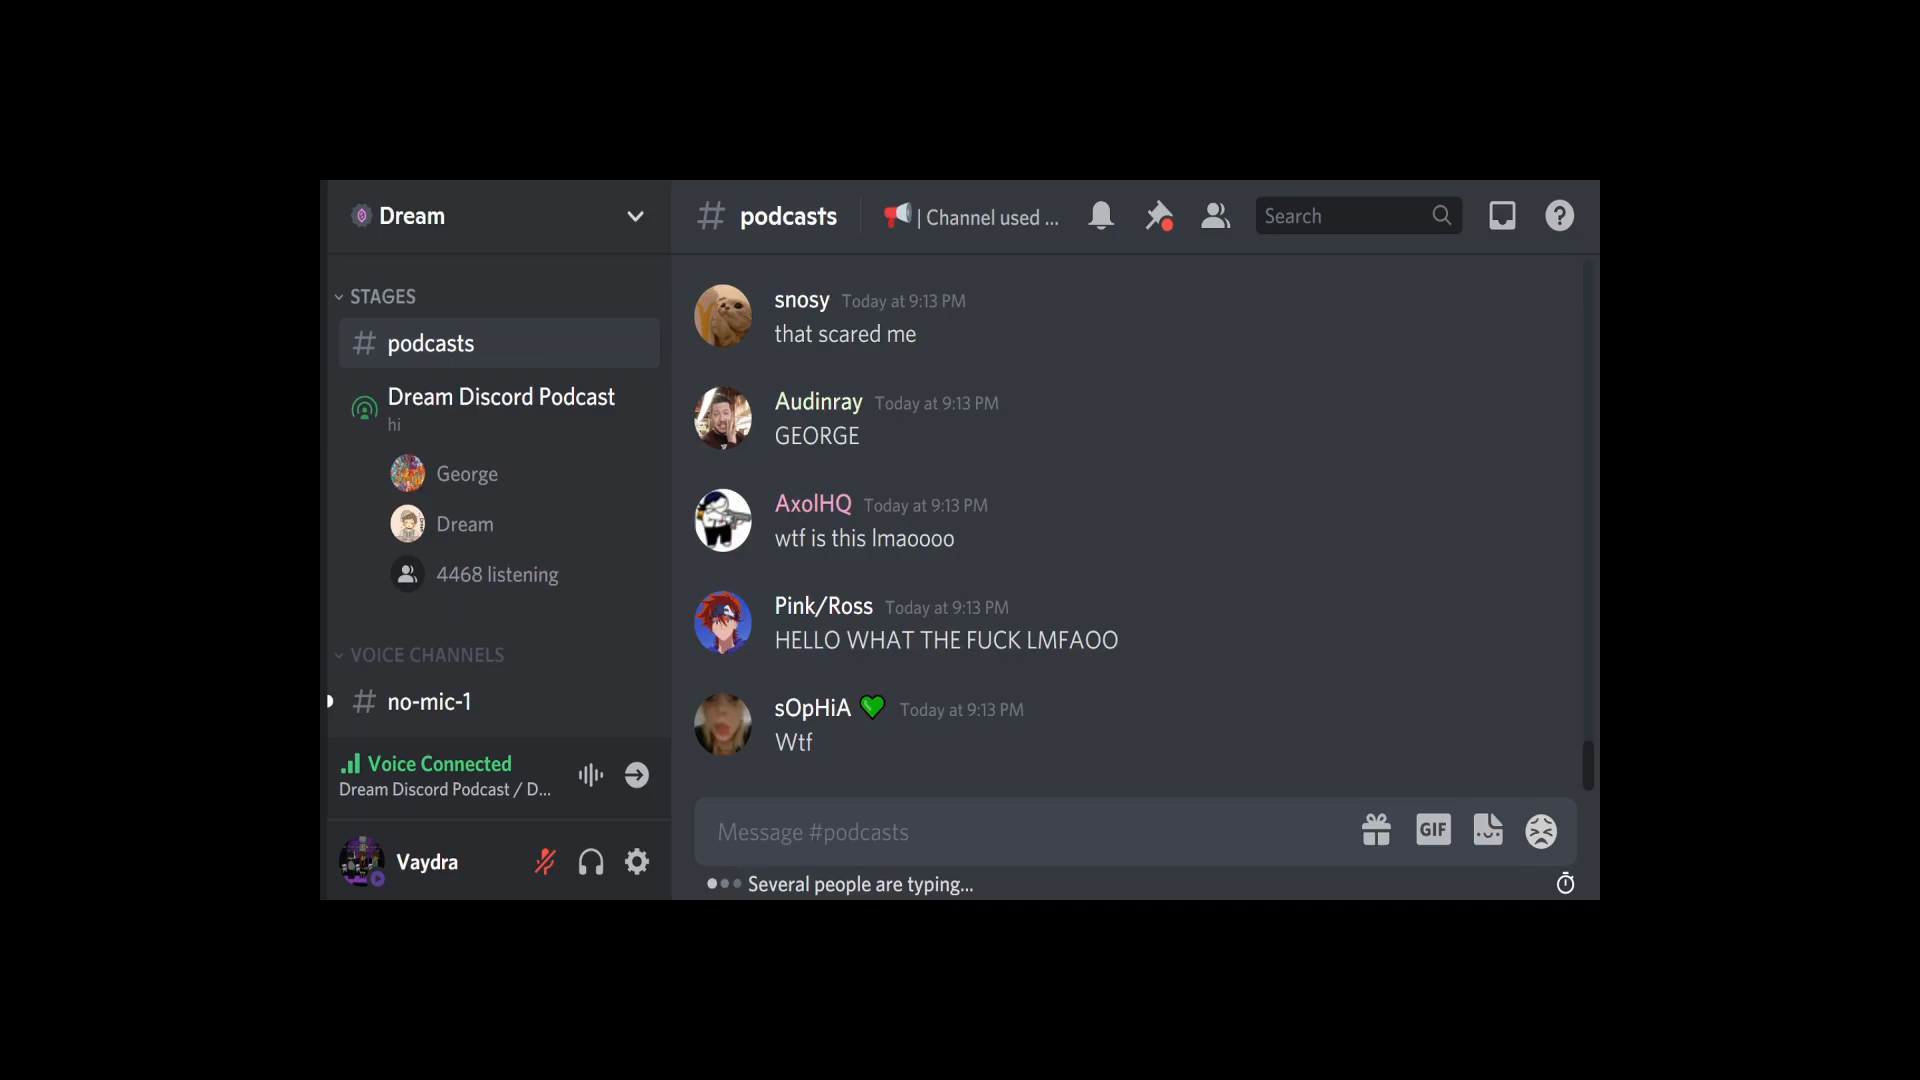 Dream
STAGES
podcasts
Dream Discord Podcast
hi
George
Dream
4468 listening
VOICE CHANNELS
no-mic-1
Voice Connected
Dream Discord Podcast / D...
Vaydra
podcasts
| Channel used ...
Search
snosy Today at 9:13 PM
that scared me
Audinray Today at 9:13 PM
GEORGE
AxolHQ Today at 9:13 PM
wtf is this lmaoooo
Pink/Ross Today at 9:13 PM
HELLO WHAT THE FUCK LMFAOO
sOpHiA 💚 Today at 9:13 PM
Wtf
Message #podcasts
GIF
Several people are typing...